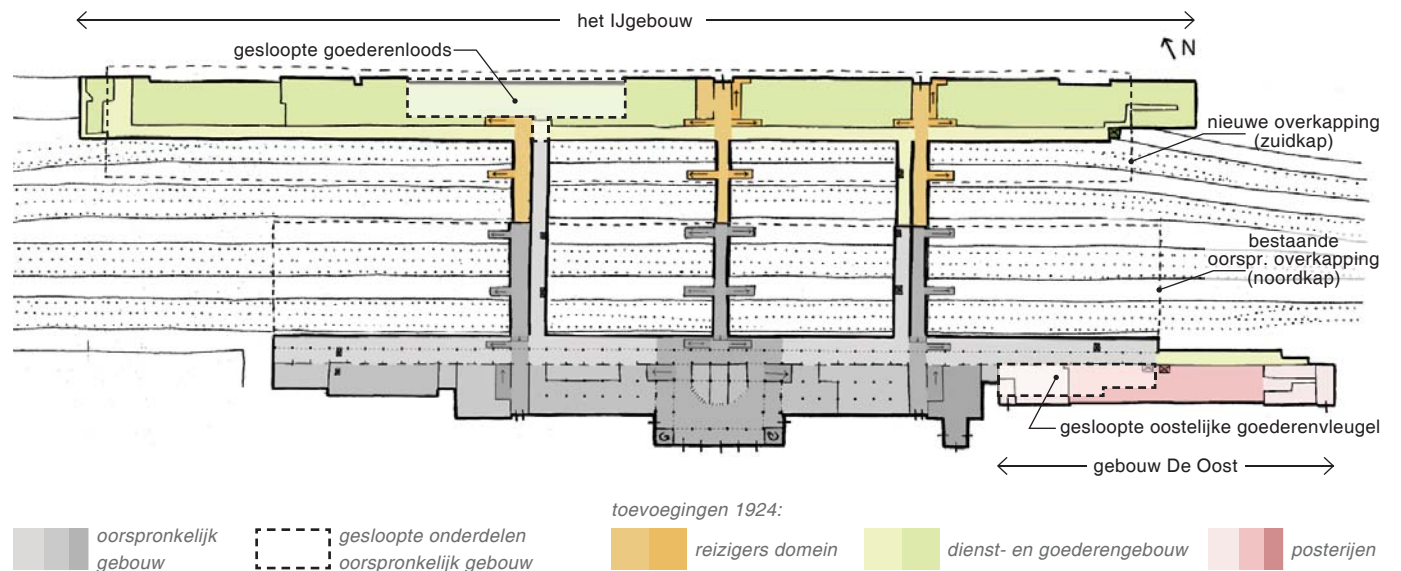 het IJgebouw
gesloopte goederenloods
N
nieuwe overkapping
(zuidkap)
bestaande
oorspr. overkapping
(noordkap)
gesloopte oostelijke goederenvleugel
gebouw De Oost
toevoegingen 1924:
oorspronkelijk
gebouw
gesloopte onderdelen
oorspronkelijk gebouw
reizigers domein
dienst- en goederengebouw
posterijen